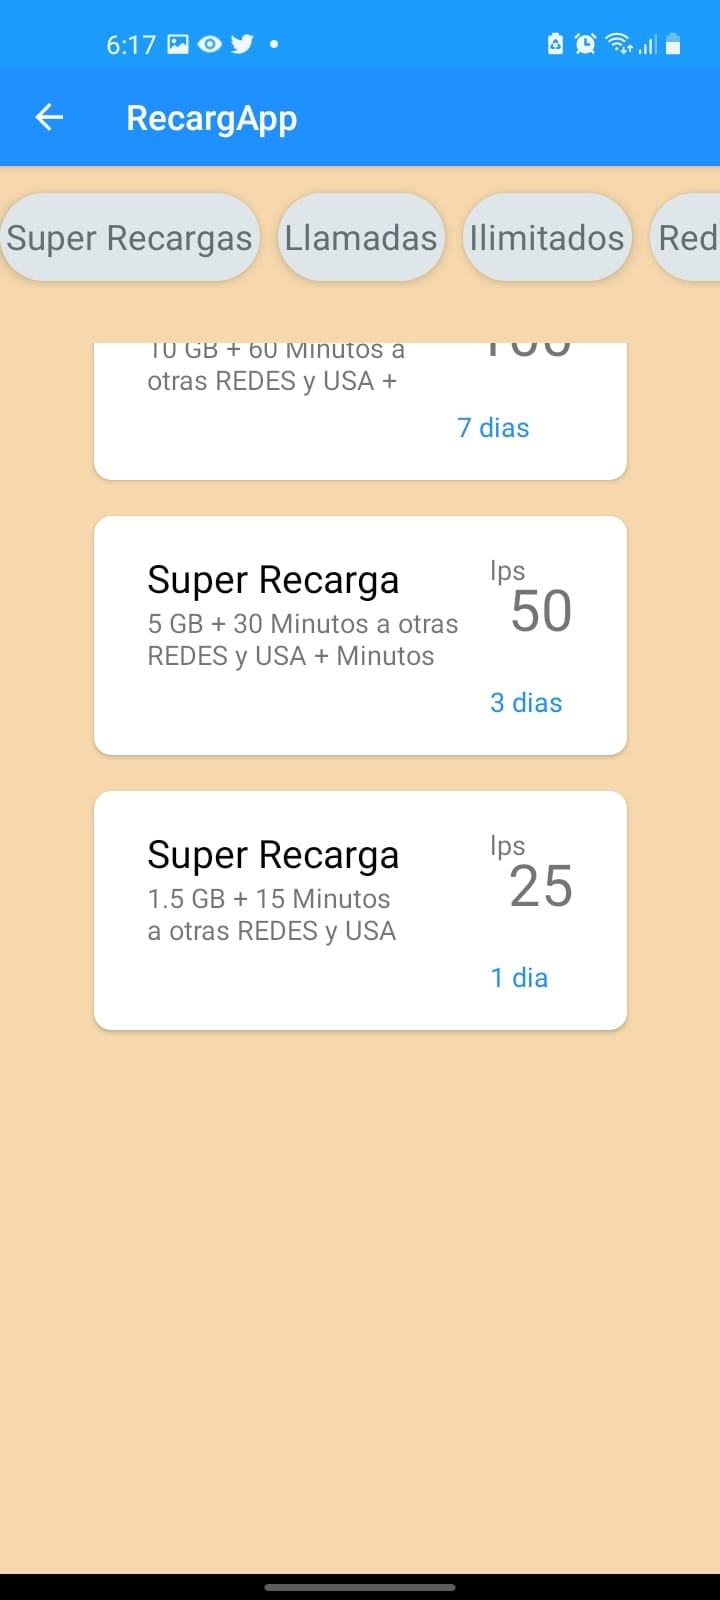 6:17
RecargApp
Super Recargas
Llamadas
Ilimitados
Red
10 GB + 60 Minutos a
otras REDES y USA +
100
7 dias
Super Recarga
5 GB + 30 Minutos a otras
REDES y USA + Minutos
lps
50
3 dias
Super Recarga
1.5 GB + 15 Minutos
a otras REDES y USA
lps
25
1 dia